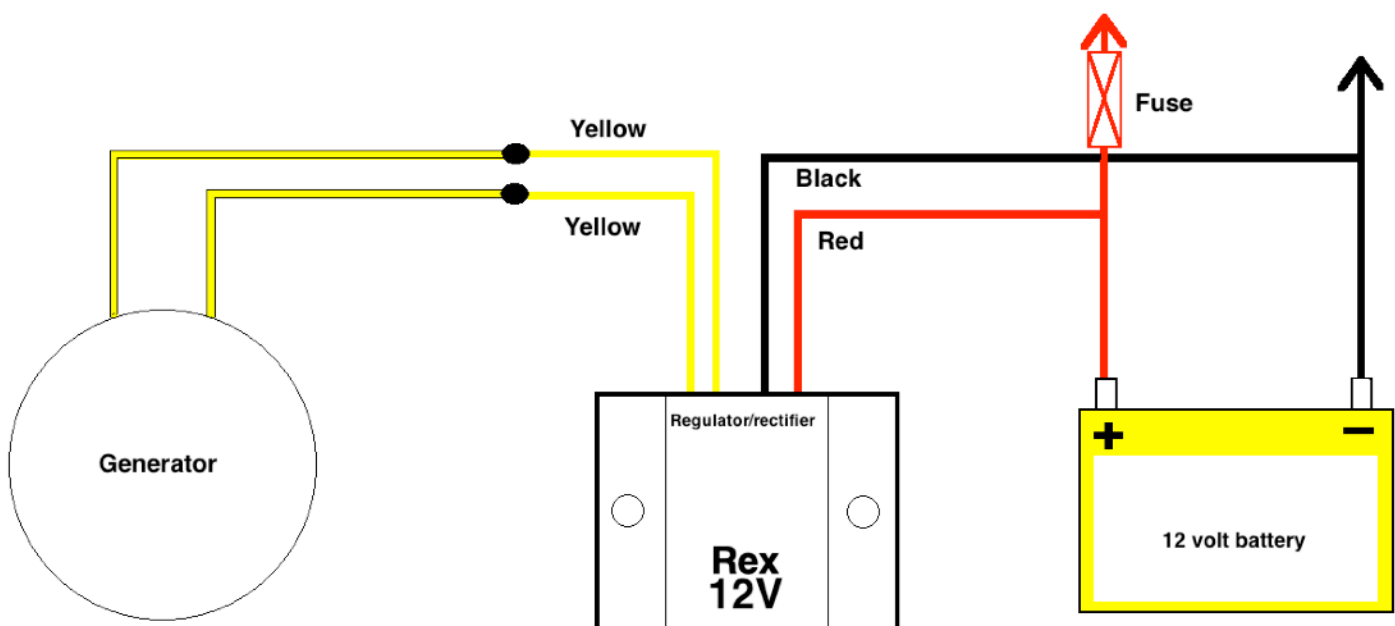 Yellow
Fuse
Black
Yellow
Red
Regulator/rectifier
+
−
Generator
12 volt battery
Rex
12V